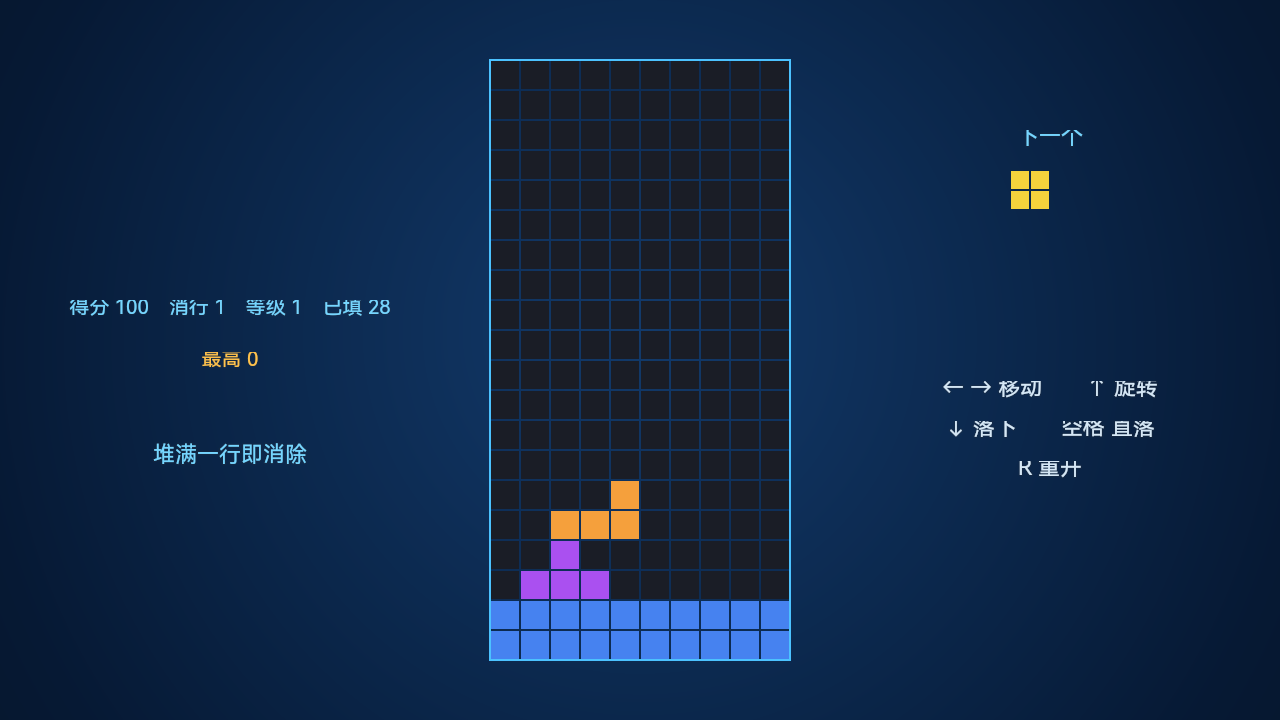 得分 100 消行 1 等级 1 已填 28
最高 0
堆满一行即消除
下一个
← → 移动 ↑ 旋转
↓ 落下 空格 直落
R 重开